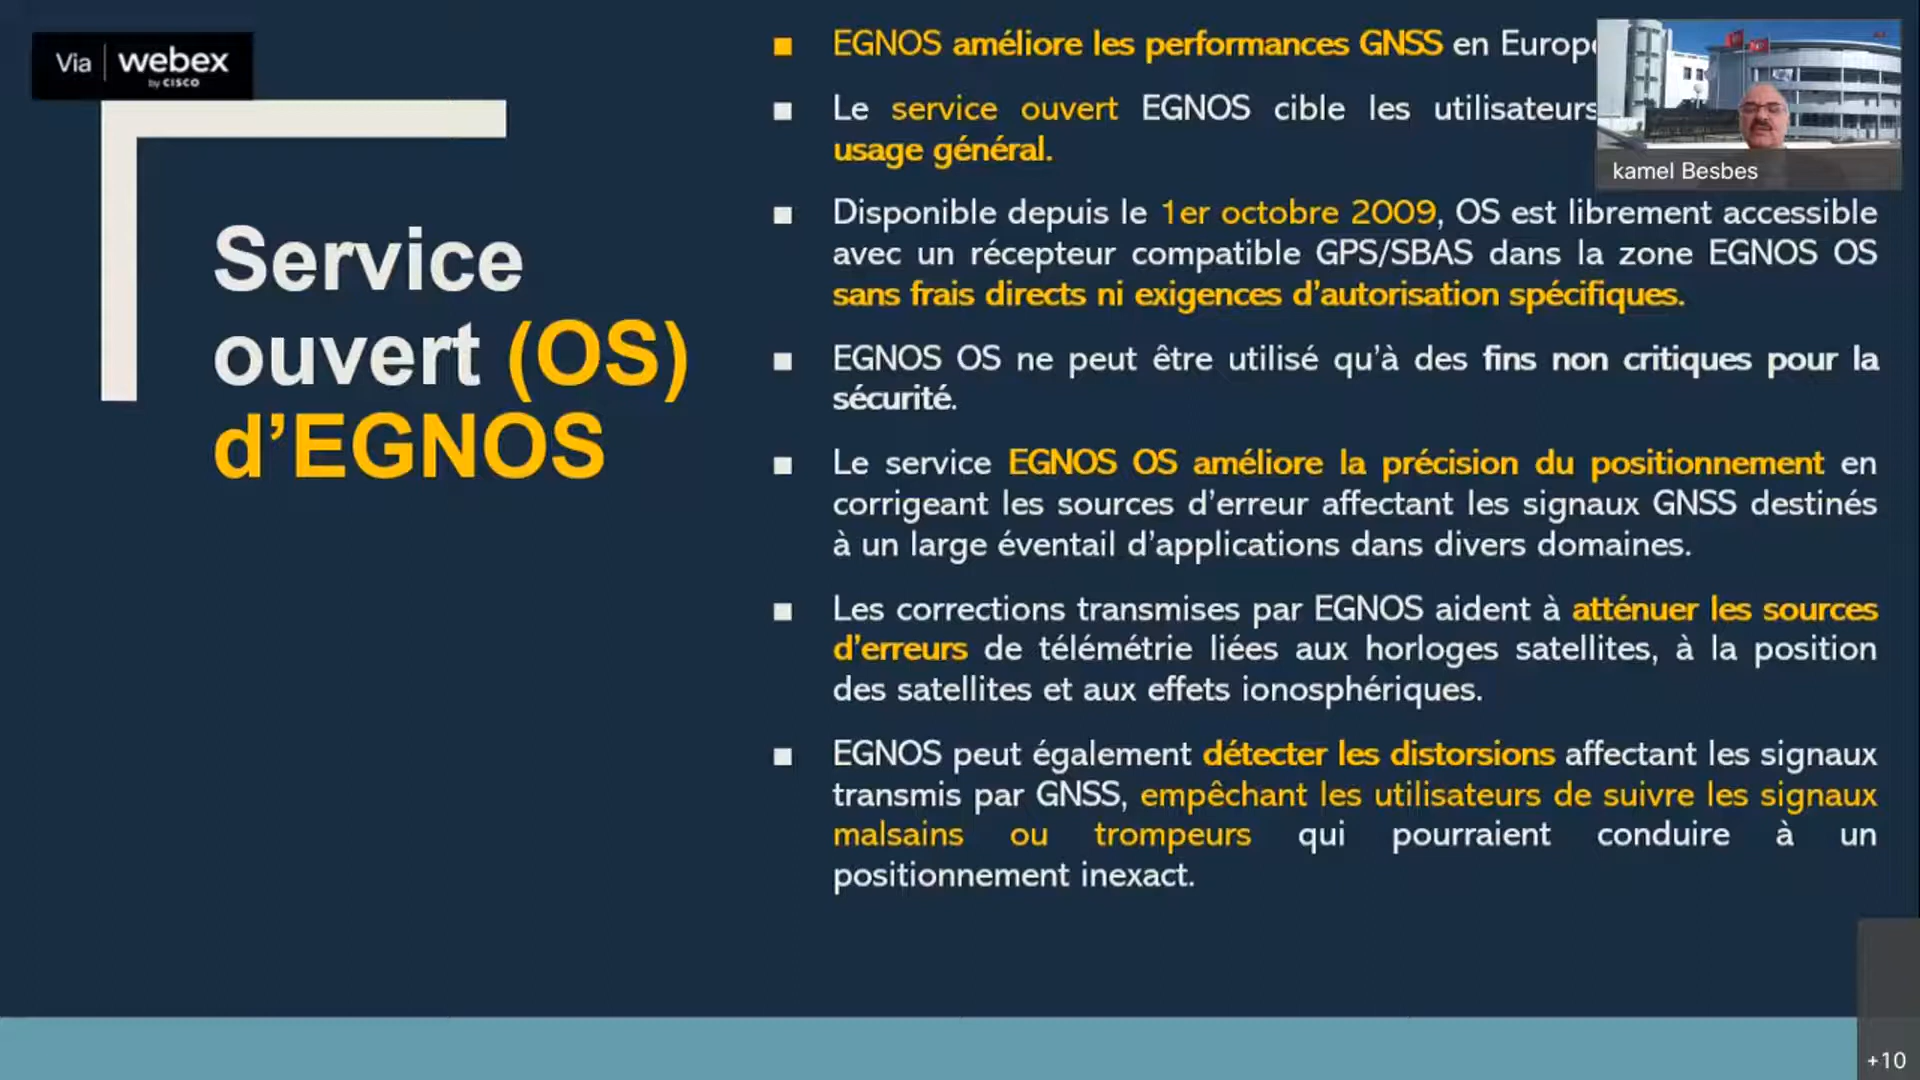 Via webex
by CISCO
Service
ouvert (OS)
d’EGNOS
■ EGNOS améliore les performances GNSS en Europe
■ Le service ouvert EGNOS cible les utilisateurs
usage général.
■ Disponible depuis le 1er octobre 2009, OS est librement accessible
avec un récepteur compatible GPS/SBAS dans la zone EGNOS OS
sans frais directs ni exigences d’autorisation spécifiques.
■ EGNOS OS ne peut être utilisé qu’à des fins non critiques pour la
sécurité.
■ Le service EGNOS OS améliore la précision du positionnement en
corrigeant les sources d’erreur affectant les signaux GNSS destinés
à un large éventail d’applications dans divers domaines.
■ Les corrections transmises par EGNOS aident à atténuer les sources
d’erreurs de télémétrie liées aux horloges satellites, à la position
des satellites et aux effets ionosphériques.
■ EGNOS peut également détecter les distorsions affectant les signaux
transmis par GNSS, empêchant les utilisateurs de suivre les signaux
malsains ou trompeurs qui pourraient conduire à un
positionnement inexact.
kamel Besbes
+10